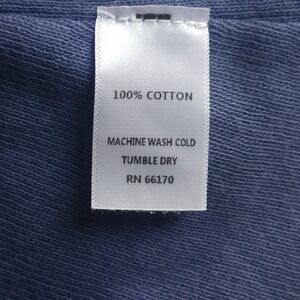 100% COTTON
MACHINE WASH COLD
TUMBLE DRY
RN 66170